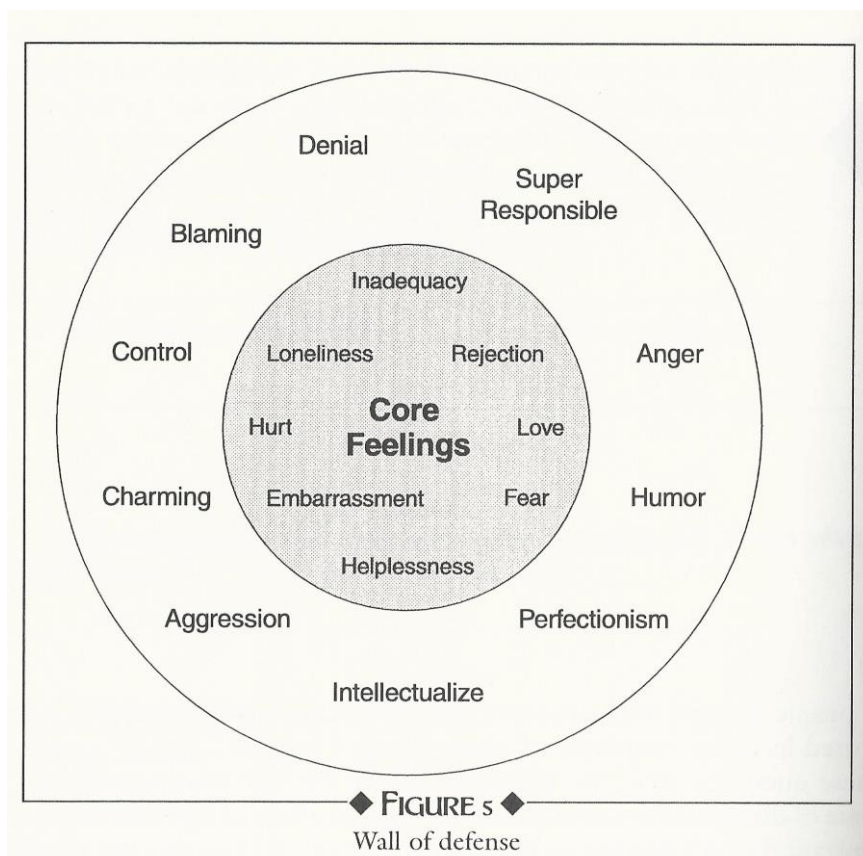 Denial
Super
Responsible
Blaming
Inadequacy
Control
Loneliness
Rejection
Anger
Hurt
Core
Feelings
Love
Charming
Embarrassment
Fear
Humor
Helplessness
Aggression
Perfectionism
Intellectualize
◆ FIGURE 5 ◆
Wall of defense